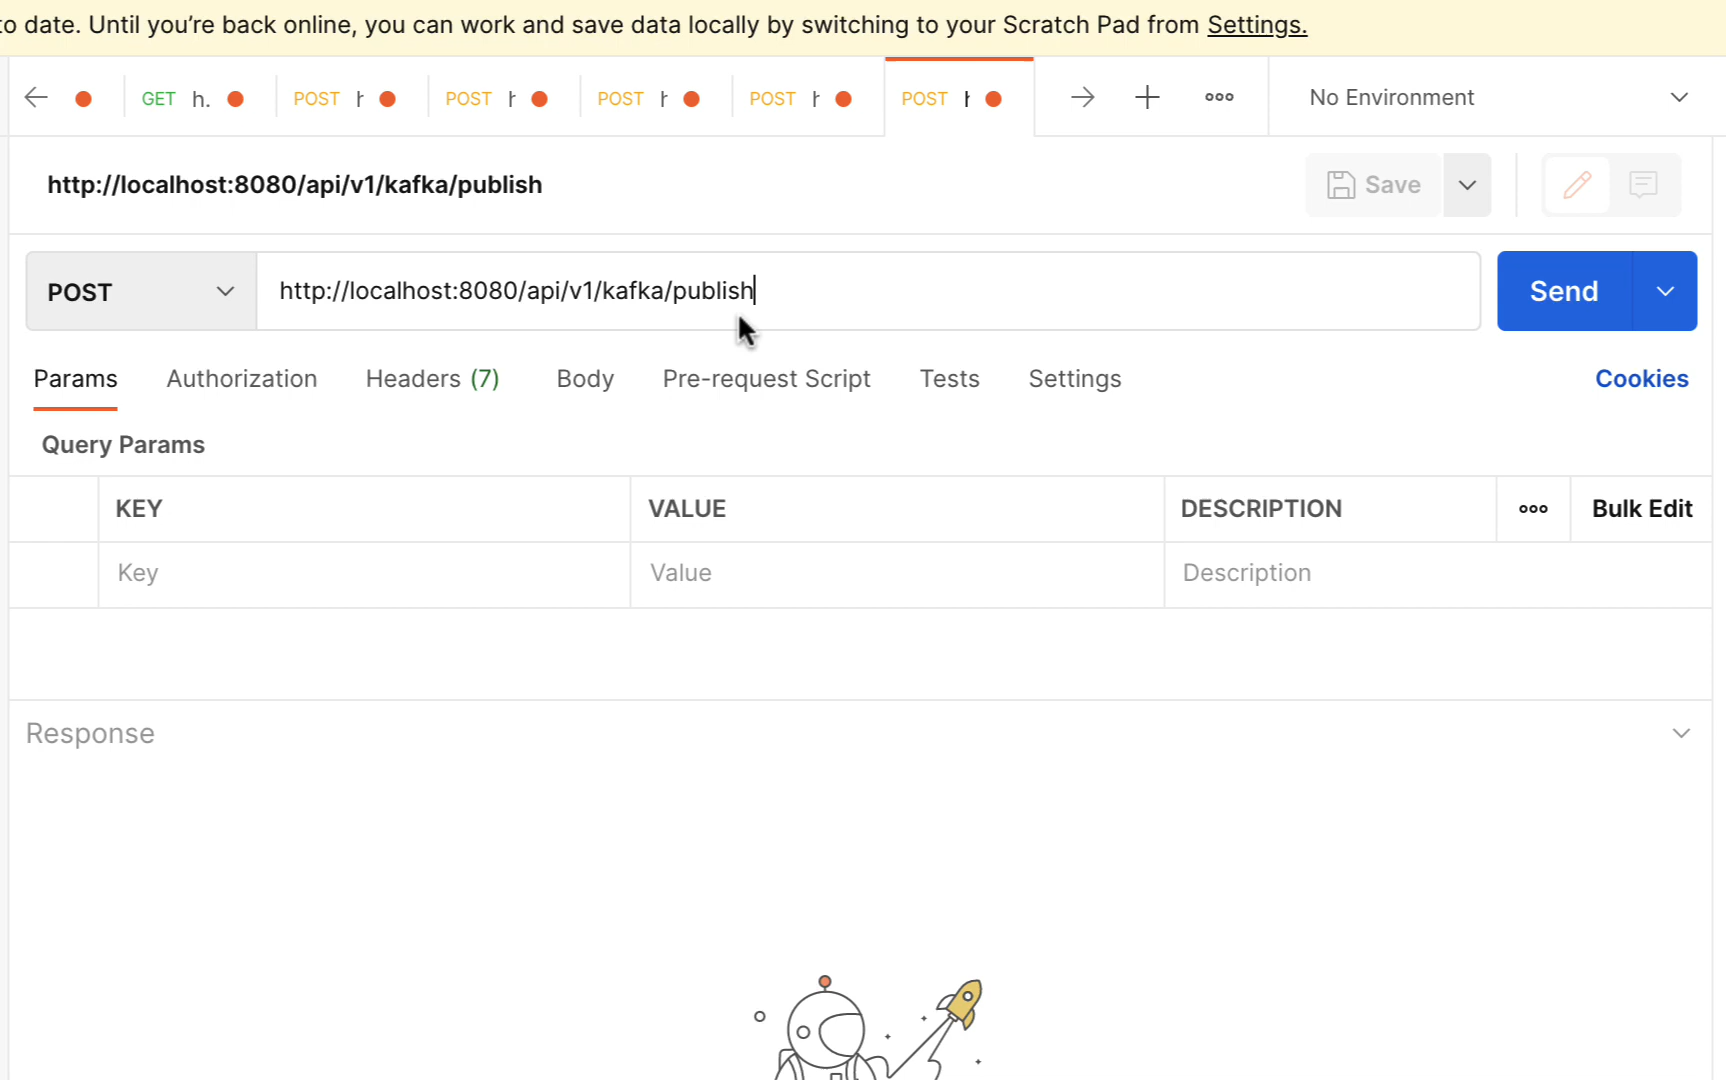 to date. Until you're back online, you can work and save data locally by switching to your Scratch Pad from Settings.
GET h. POST POST POST POST POST No Environment
http://localhost:8080/api/v1/kafka/publish Save
POST http://localhost:8080/api/v1/kafka/publish Send
Params Authorization Headers (7) Body Pre-request Script Tests Settings Cookies
Query Params
KEY VALUE DESCRIPTION Bulk Edit
Key Value Description
Response